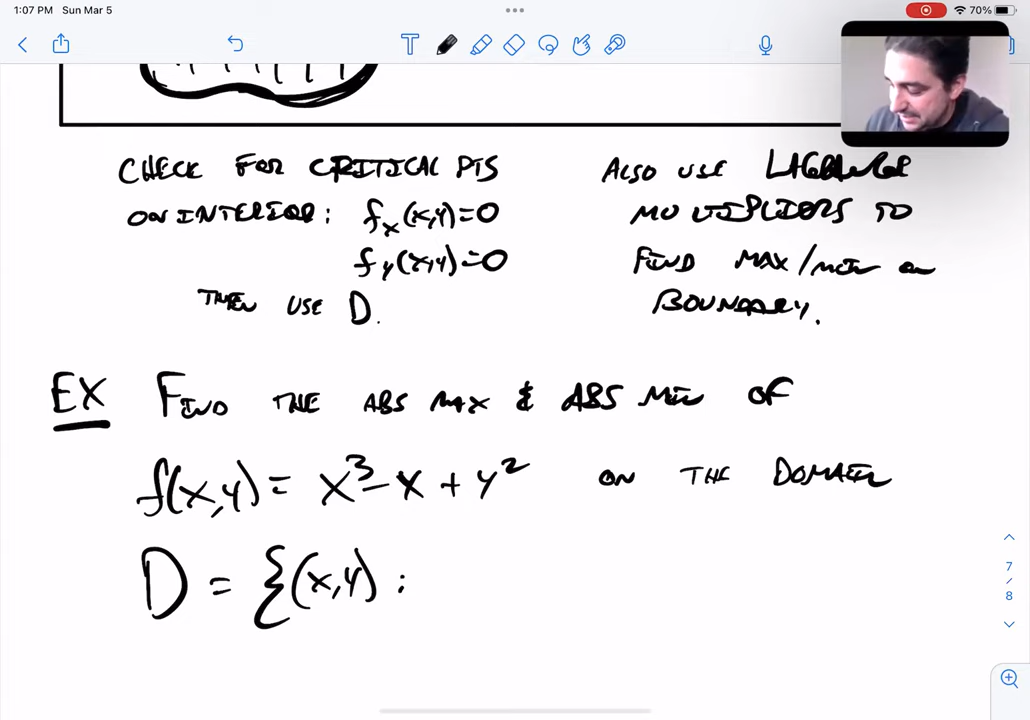 1:07 PM Sun Mar 5
70%
CHECK FOR CRITICAL PTS
ON INTERIOR: fx(x,y)=0
fy(x,y)=0
THEN USE D.
ALSO USE LAGRANGE
MULTIPLIERS TO
FIND MAX/MIN ON
BOUNDARY.
EX FIND THE ABS MAX & ABS MIN OF
f(x,y) = x³-x+y² ON THE DOMAIN
D = {(x,y) :
7
/
8